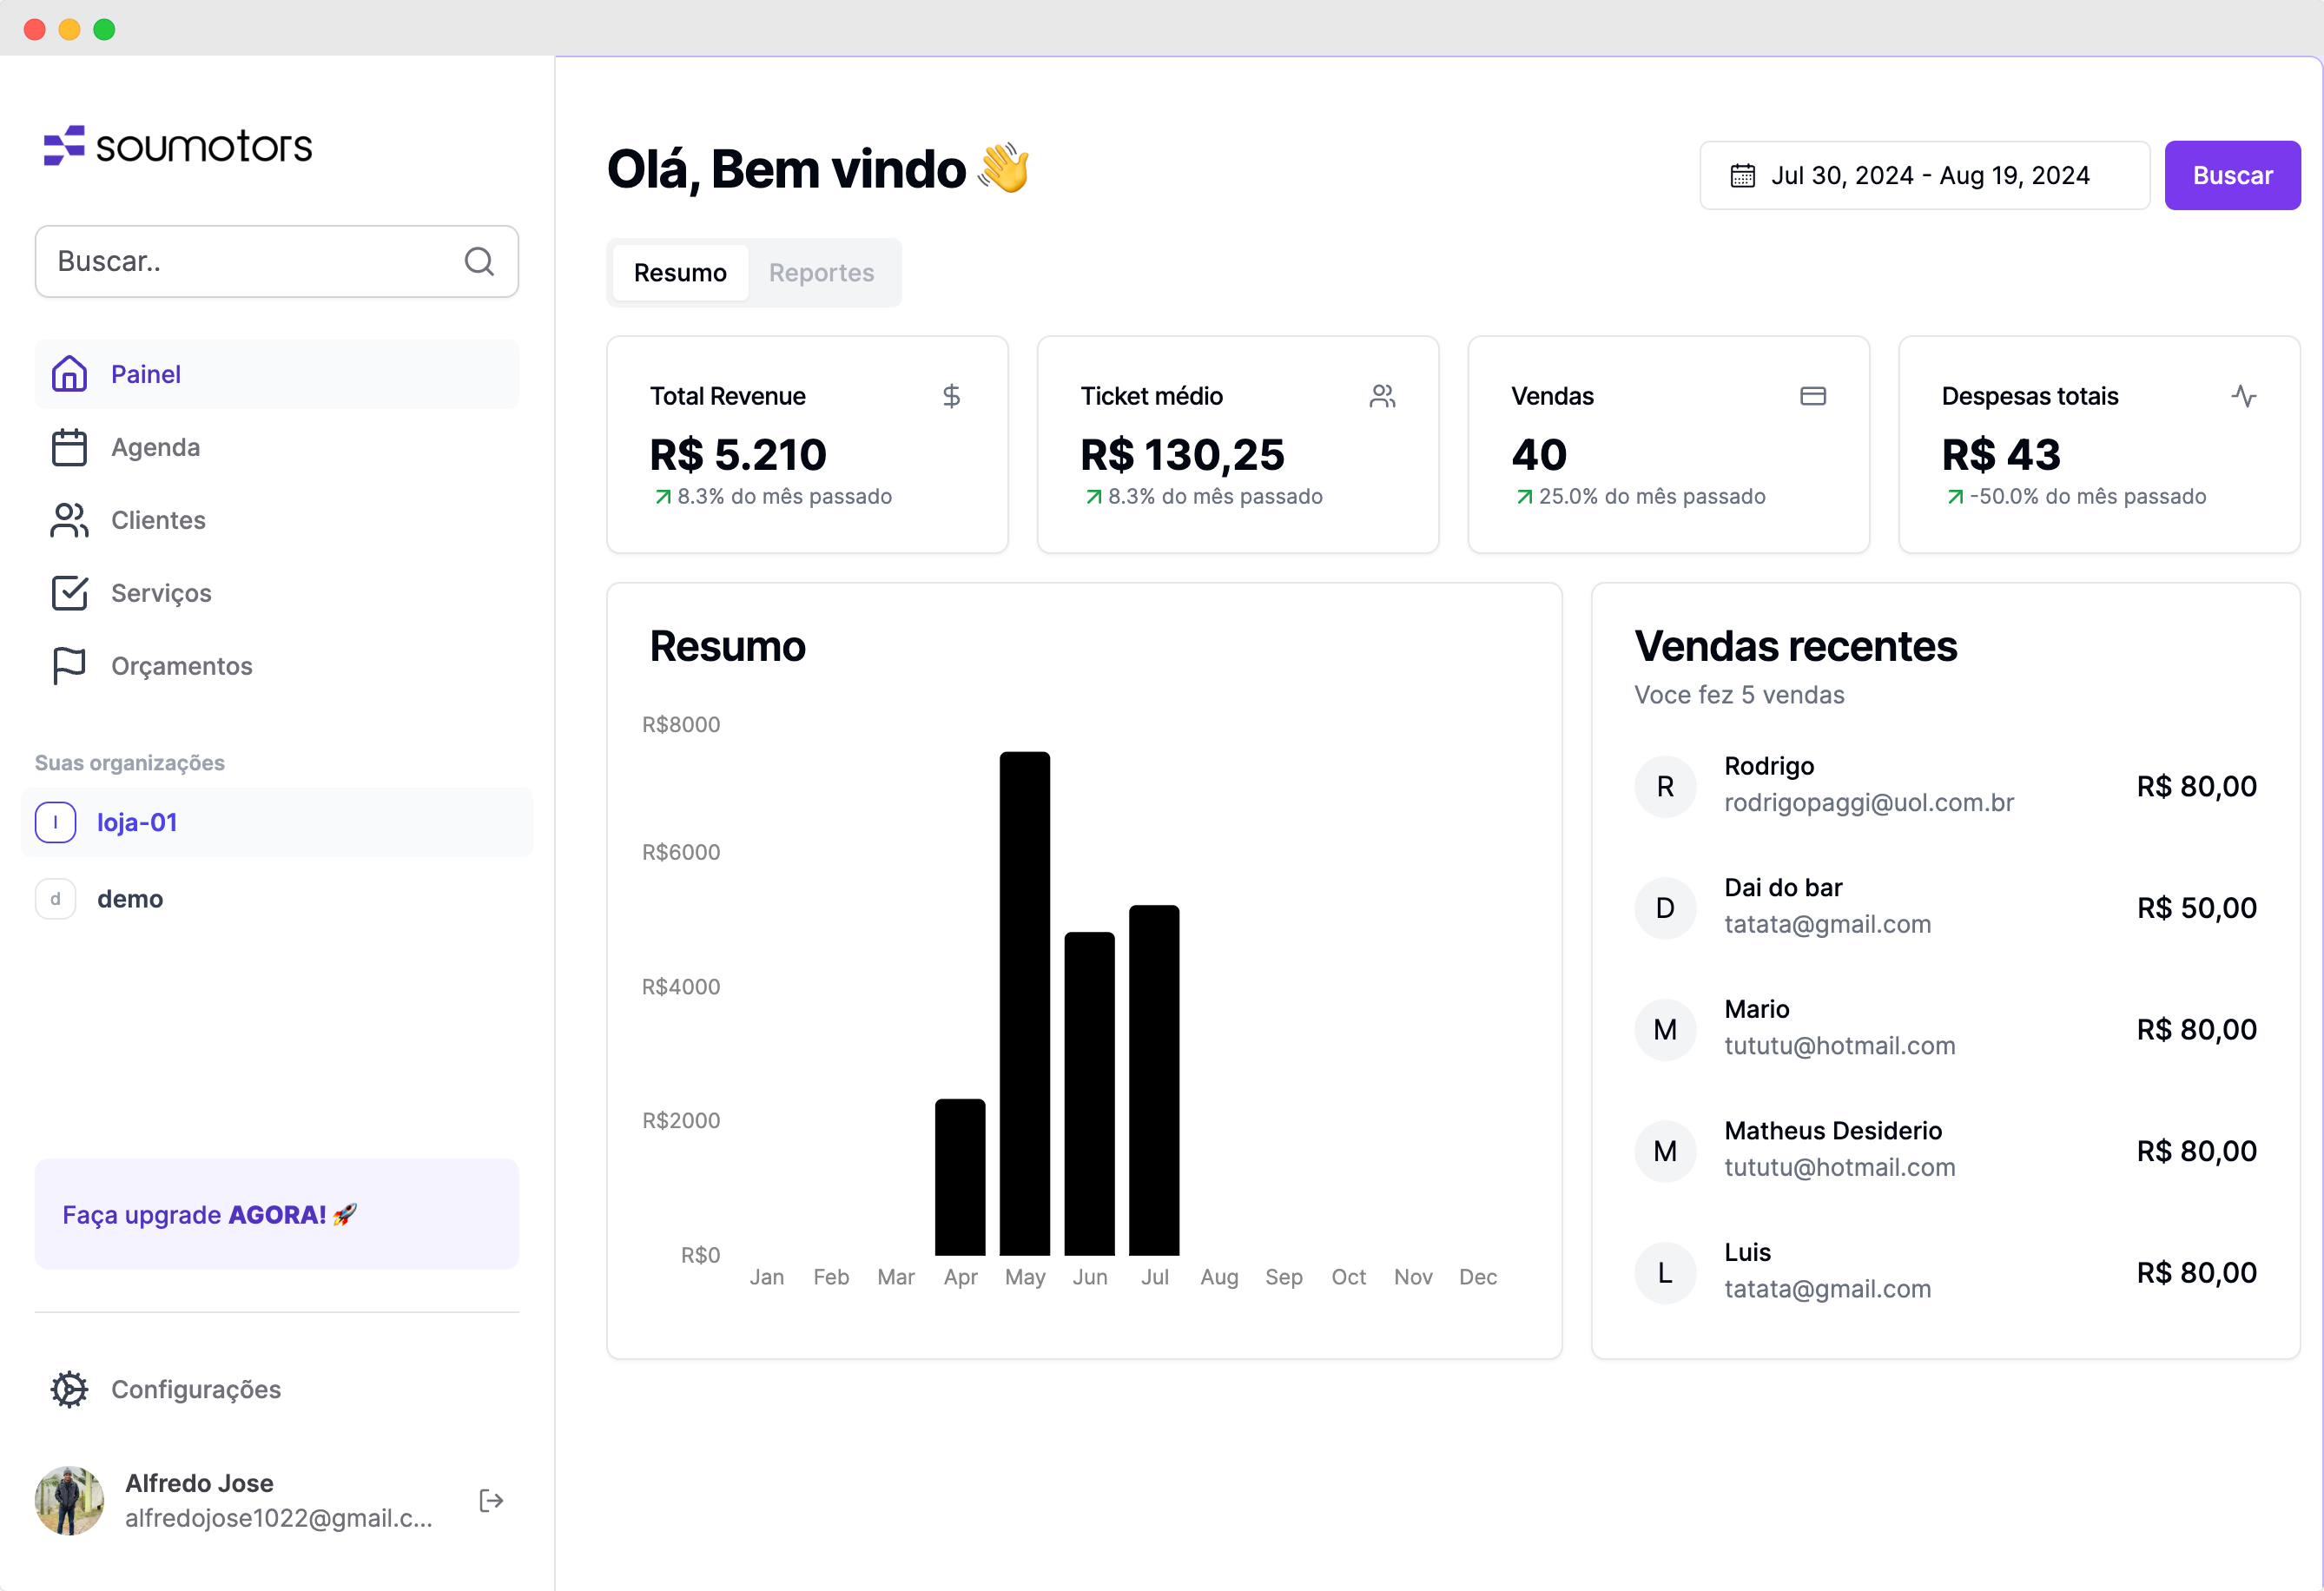 soumotors
Buscar..
Painel
Agenda
Clientes
Serviços
Orçamentos
Suas organizações
l loja-01
d demo
Faça upgrade AGORA! 🚀
Configurações
Alfredo Jose
alfredojose1022@gmail.c...
Olá, Bem vindo 👋
Jul 30, 2024 - Aug 19, 2024
Buscar
Resumo Reportes
Total Revenue
R$ 5.210
8.3% do mês passado
Ticket médio
R$ 130,25
8.3% do mês passado
Vendas
40
25.0% do mês passado
Despesas totais
R$ 43
-50.0% do mês passado
Resumo
R$8000
R$6000
R$4000
R$2000
R$0
Jan Feb Mar Apr May Jun Jul Aug Sep Oct Nov Dec
Vendas recentes
Voce fez 5 vendas
R Rodrigo R$ 80,00
rodrigopaggi@uol.com.br
D Dai do bar R$ 50,00
tatata@gmail.com
M Mario R$ 80,00
tututu@hotmail.com
M Matheus Desiderio R$ 80,00
tututu@hotmail.com
L Luis R$ 80,00
tatata@gmail.com